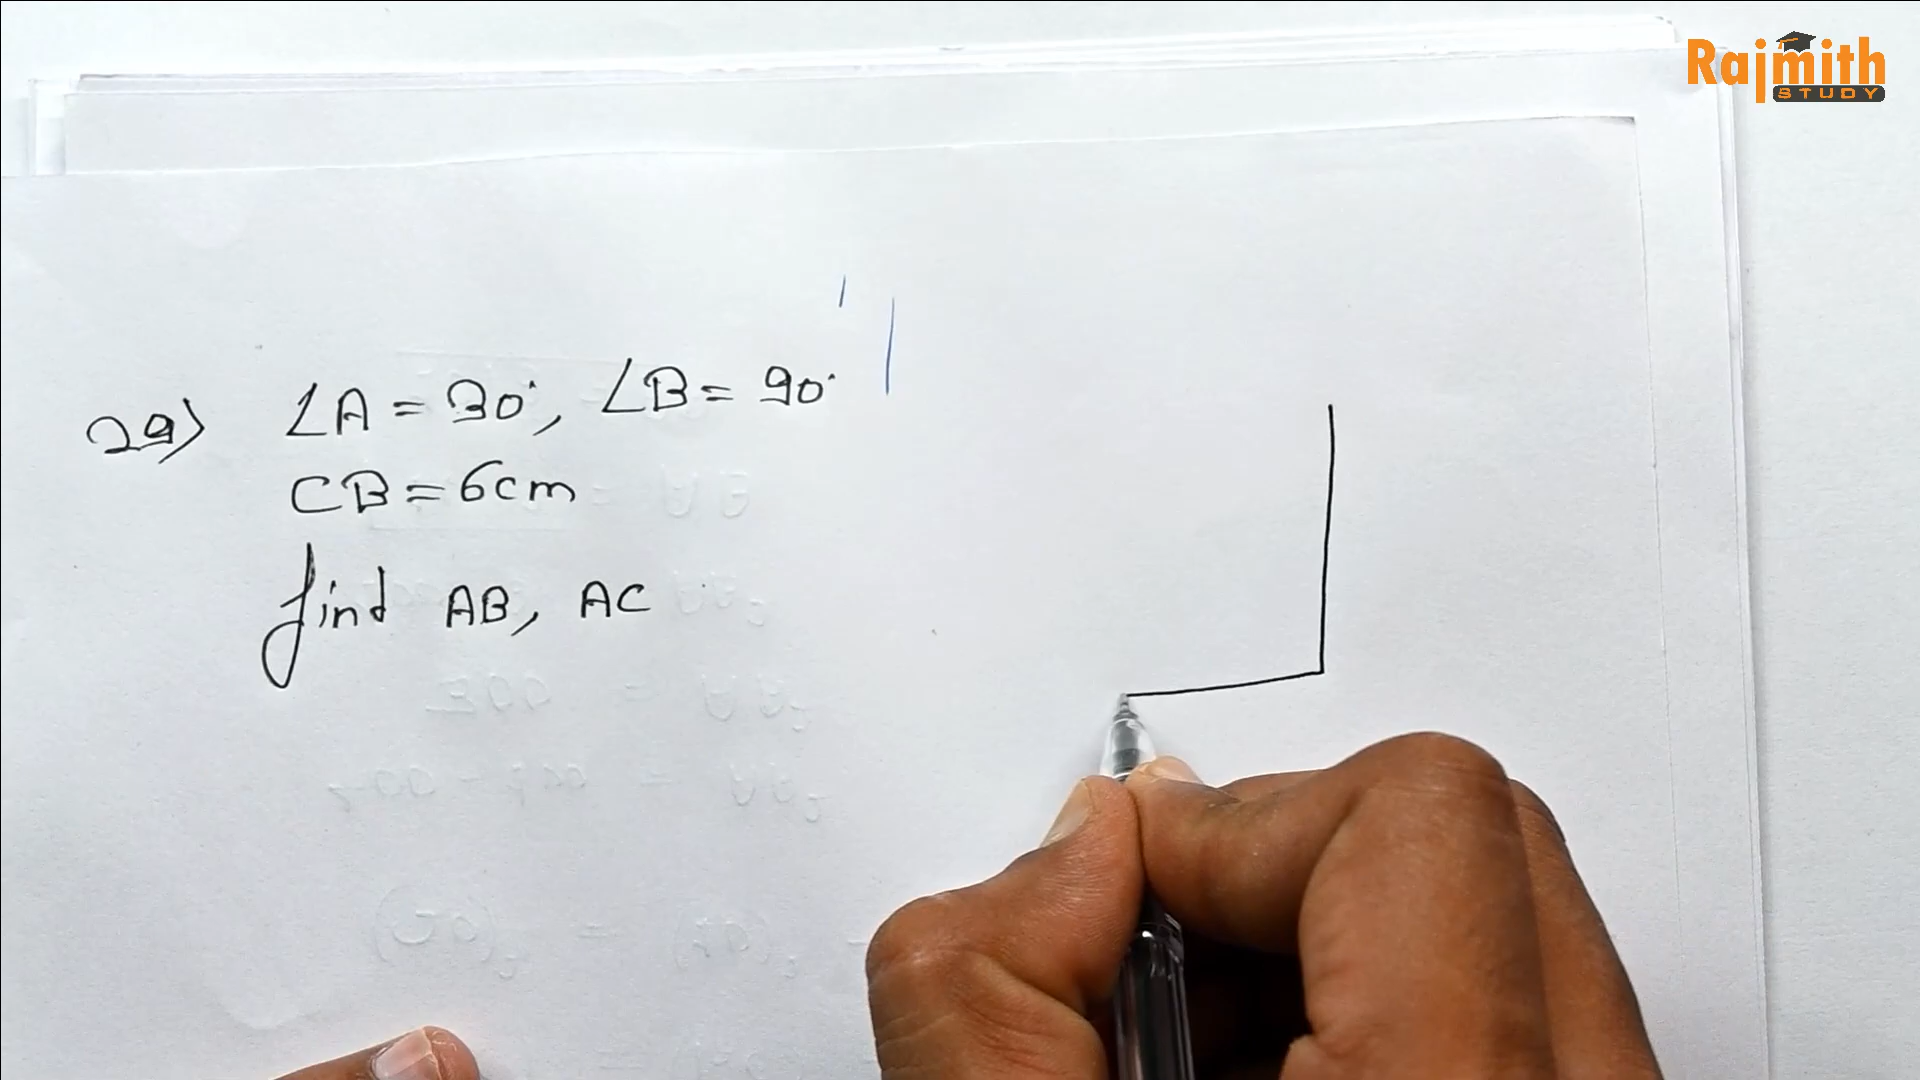 Rajmith
STUDY
29) ∠A = 30°, ∠B = 90°
CB = 6cm
find AB, AC